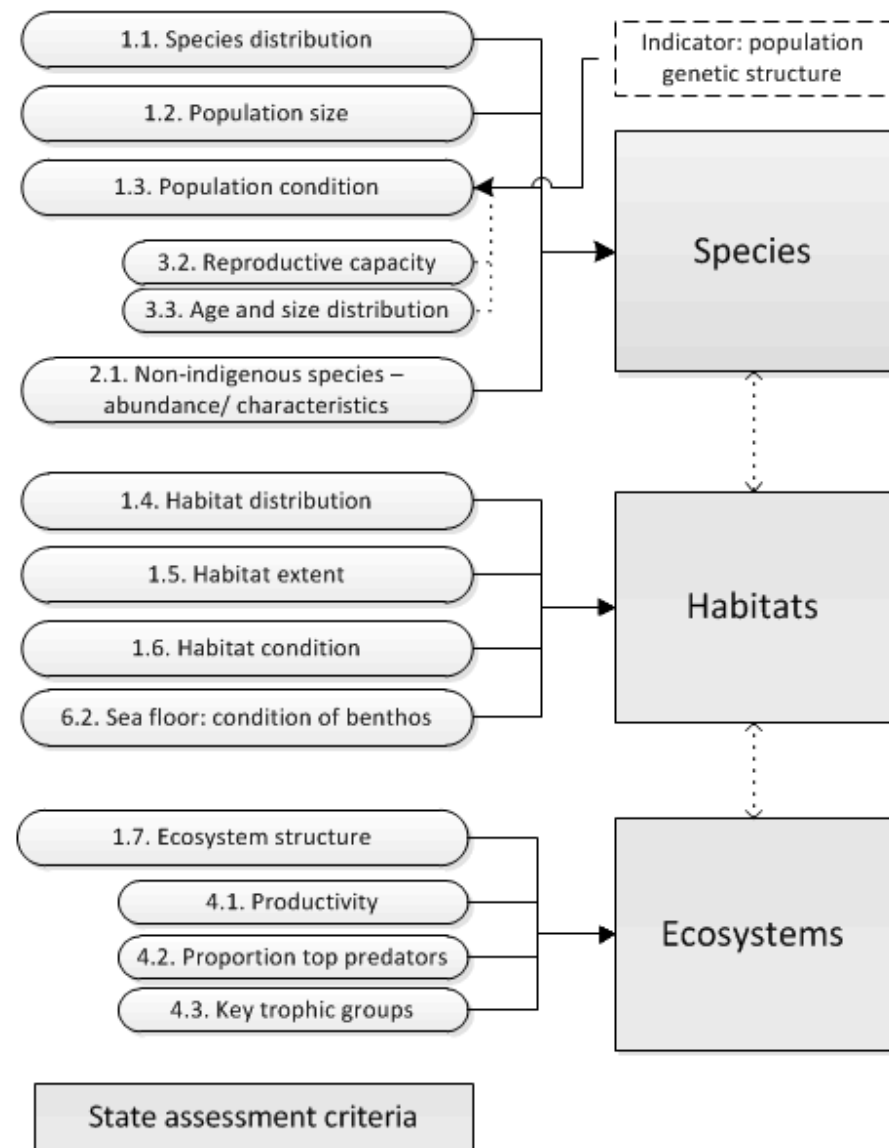 1.1. Species distribution
Indicator: population
genetic structure
1.2. Population size
1.3. Population condition
Species
3.2. Reproductive capacity
3.3. Age and size distribution
2.1. Non-indigenous species –
abundance/ characteristics
1.4. Habitat distribution
1.5. Habitat extent
Habitats
1.6. Habitat condition
6.2. Sea floor: condition of benthos
1.7. Ecosystem structure
4.1. Productivity
Ecosystems
4.2. Proportion top predators
4.3. Key trophic groups
State assessment criteria